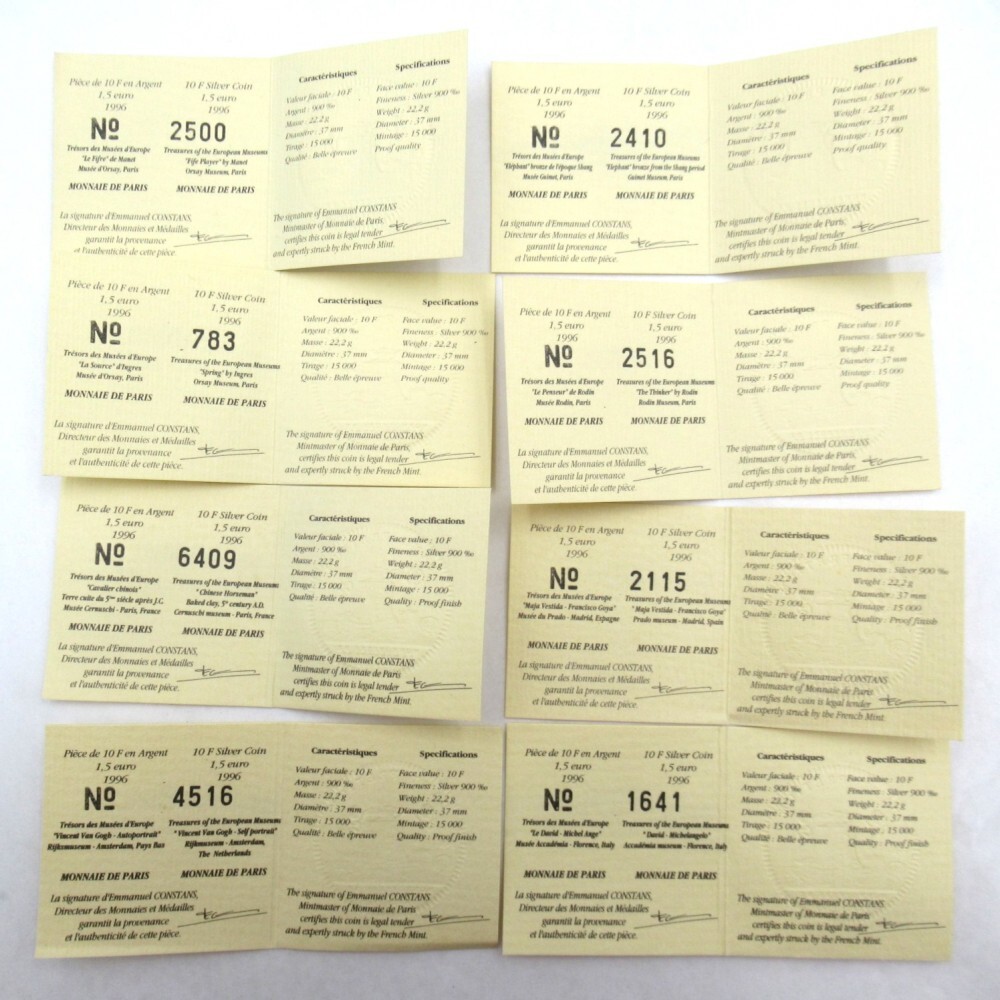 Pièce de 10 F en Argent
1,5 euro
1996
Nº
Trésors des Musées d'Europe
"Le Fifre" de Manet
Musée d'Orsay, Paris
MONNAIE DE PARIS
10 F Silver Coin
1,5 euro
1996
2500
Treasures of the European Museums
"Fife Player" by Manet
Orsay Museum, Paris
MONNAIE DE PARIS
La signature d'Emmanuel CONSTANS,
Directeur des Monnaies et Médailles
garantit la provenance
et l'authenticité de cette pièce.
Caractéristiques
Valeur faciale : 10 F
Argent : 900 ‰
Masse : 22,2 g
Diamètre : 37 mm
Tirage : 15 000
Qualité : Belle épreuve
Specifications
Face value : 10 F
Fineness : Silver 900 ‰
Weight : 22,2 g
Diameter : 37 mm
Mintage : 15 000
Proof quality
The signature of Emmanuel CONSTANS
Mintmaster of Monnaie de Paris,
certifies this coin is legal tender
and expertly struck by the French Mint.
Pièce de 10 F en Argent
1,5 euro
1996
Nº
Trésors des Musées d'Europe
"Elephant" bronze de l'époque Shang
Musée Guimet, Paris
MONNAIE DE PARIS
10 F Silver Coin
1,5 euro
1996
2410
Treasures of the European Museums
"Elephant" bronze from the Shang period
Guimet Museum, Paris
MONNAIE DE PARIS
La signature d'Emmanuel CONSTANS,
Directeur des Monnaies et Médailles
garantit la provenance
et l'authenticité de cette pièce.
Caractéristiques
Valeur faciale : 10 F
Argent : 900 ‰
Masse : 22,2 g
Diamètre : 37 mm
Tirage : 15 000
Qualité : Belle épreuve
Specifications
Face value : 10 F
Fineness : Silver 900 ‰
Weight : 22,2 g
Diameter : 37 mm
Mintage : 15 000
Proof quality
The signature of Emmanuel CONSTANS
Mintmaster of Monnaie de Paris,
certifies this coin is legal tender
and expertly struck by the French Mint.
Pièce de 10 F en Argent
1,5 euro
1996
Nº
Trésors des Musées d'Europe
"La Source" d'Ingres
Musée d'Orsay, Paris
MONNAIE DE PARIS
10 F Silver Coin
1,5 euro
1996
783
Treasures of the European Museums
"Spring" by Ingres
Orsay Museum, Paris
MONNAIE DE PARIS
La signature d'Emmanuel CONSTANS,
Directeur des Monnaies et Médailles
garantit la provenance
et l'authenticité de cette pièce.
Caractéristiques
Valeur faciale : 10 F
Argent : 900 ‰
Masse : 22,2 g
Diamètre : 37 mm
Tirage : 15 000
Qualité : Belle épreuve
Specifications
Face value : 10 F
Fineness : Silver 900 ‰
Weight : 22,2 g
Diameter : 37 mm
Mintage : 15 000
Proof quality
The signature of Emmanuel CONSTANS
Mintmaster of Monnaie de Paris,
certifies this coin is legal tender
and expertly struck by the French Mint.
Pièce de 10 F en Argent
1,5 euro
1996
Nº
Trésors des Musées d'Europe
"Le Penseur" de Rodin
Musée Rodin, Paris
MONNAIE DE PARIS
10 F Silver Coin
1,5 euro
1996
2516
Treasures of the European Museums
"The Thinker" by Rodin
Rodin Museum, Paris
MONNAIE DE PARIS
La signature d'Emmanuel CONSTANS,
Directeur des Monnaies et Médailles
garantit la provenance
et l'authenticité de cette pièce.
Caractéristiques
Valeur faciale : 10 F
Argent : 900 ‰
Masse : 22,2 g
Diamètre : 37 mm
Tirage : 15 000
Qualité : Belle épreuve
Specifications
Face value : 10 F
Fineness : Silver 900 ‰
Weight : 22,2 g
Diameter : 37 mm
Mintage : 15 000
Proof quality
The signature of Emmanuel CONSTANS
Mintmaster of Monnaie de Paris,
certifies this coin is legal tender
and expertly struck by the French Mint.
Pièce de 10 F en Argent
1,5 euro
1996
Nº
Trésors des Musées d'Europe
"Cavalier chinois"
Terre cuite du 5ème siècle après J.C.
Musée Cernuschi - Paris, France
MONNAIE DE PARIS
10 F Silver Coin
1,5 euro
1996
6409
Treasures of the European Museums
"Chinese Horseman"
Baked clay, 5th century A.D.
Cernuschi museum - Paris, France
MONNAIE DE PARIS
La signature d'Emmanuel CONSTANS,
Directeur des Monnaies et Médailles
garantit la provenance
et l'authenticité de cette pièce.
Caractéristiques
Valeur faciale : 10 F
Argent : 900 ‰
Masse : 22,2 g
Diamètre : 37 mm
Tirage : 15 000
Qualité : Belle épreuve
Specifications
Face value : 10 F
Fineness : Silver 900 ‰
Weight : 22,2 g
Diameter : 37 mm
Mintage : 15 000
Quality : Proof finish
The signature of Emmanuel CONSTANS
Mintmaster of Monnaie de Paris
certifies this coin is legal tender
and expertly struck by the French Mint.
Pièce de 10 F en Argent
1,5 euro
1996
Nº
Trésors des Musées d'Europe
"Maja Vestida - Francisco Goya"
Musée du Prado - Madrid, Espagne
MONNAIE DE PARIS
10 F Silver Coin
1,5 euro
1996
2115
Treasures of the European Museums
"Maja Vestida - Francisco Goya"
Prado museum - Madrid, Spain
MONNAIE DE PARIS
La signature d'Emmanuel CONSTANS,
Directeur des Monnaies et Médailles
garantit la provenance
et l'authenticité de cette pièce.
Caractéristiques
Valeur faciale : 10 F
Argent : 900 ‰
Masse : 22,2 g
Diamètre : 37 mm
Tirage : 15 000
Qualité : Belle épreuve
Specifications
Face value : 10 F
Fineness : Silver 900 ‰
Weight : 22,2 g
Diameter : 37 mm
Mintage : 15 000
Quality : Proof finish
The signature of Emmanuel CONSTANS
Mintmaster of Monnaie de Paris
certifies this coin is legal tender
and expertly struck by the French Mint.
Pièce de 10 F en Argent
1,5 euro
1996
Nº
Trésors des Musées d'Europe
"Vincent Van Gogh - Autoportrait"
Rijksmuseum - Amsterdam, Pays Bas
MONNAIE DE PARIS
10 F Silver Coin
1,5 euro
1996
4516
Treasures of the European Museums
"Vincent Van Gogh - Self portrait"
Rijksmuseum - Amsterdam,
The Netherlands
MONNAIE DE PARIS
La signature d'Emmanuel CONSTANS,
Directeur des Monnaies et Médailles
garantit la provenance
et l'authenticité de cette pièce.
Caractéristiques
Valeur faciale : 10 F
Argent : 900 ‰
Masse : 22,2 g
Diamètre : 37 mm
Tirage : 15 000
Qualité : Belle épreuve
Specifications
Face value : 10 F
Fineness : Silver 900 ‰
Weight : 22,2 g
Diameter : 37 mm
Mintage : 15 000
Quality : Proof finish
The signature of Emmanuel CONSTANS
Mintmaster of Monnaie de Paris
certifies this coin is legal tender
and expertly struck by the French Mint.
Pièce de 10 F en Argent
1,5 euro
1996
Nº
Trésors des Musées d'Europe
"Le David - Michel Ange"
Musée Accadémia - Florence, Italy
MONNAIE DE PARIS
10 F Silver Coin
1,5 euro
1996
1641
Treasures of the European Museums
"David - Michelangelo"
Accadémia museum - Florence, Italy
MONNAIE DE PARIS
La signature d'Emmanuel CONSTANS,
Directeur des Monnaies et Médailles
garantit la provenance
et l'authenticité de cette pièce.
Caractéristiques
Valeur faciale : 10 F
Argent : 900 ‰
Masse : 22,2 g
Diamètre : 37 mm
Tirage : 15 000
Qualité : Belle épreuve
Specifications
Face value : 10 F
Fineness : Silver 900 ‰
Weight : 22,2 g
Diameter : 37 mm
Mintage : 15 000
Quality : Proof finish
The signature of Emmanuel CONSTANS
Mintmaster of Monnaie de Paris
certifies this coin is legal tender
and expertly struck by the French Mint.